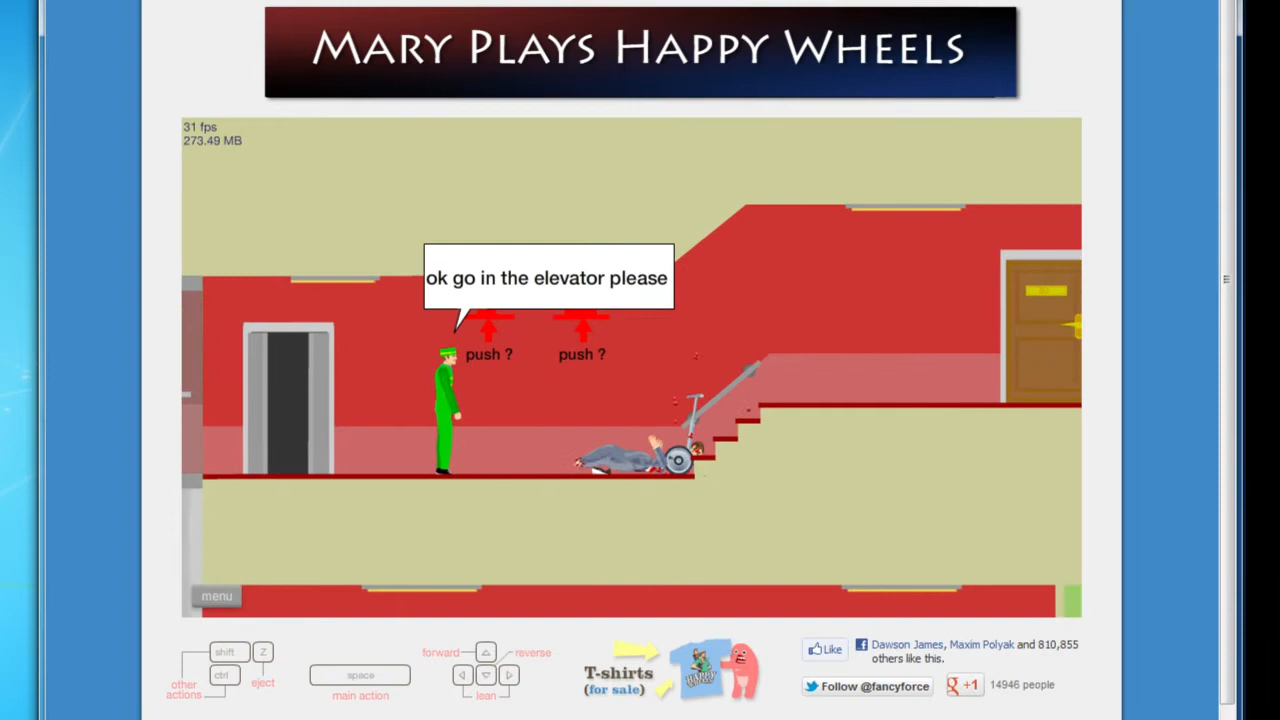 MARY PLAYS HAPPY WHEELS
31 fps
273.49 MB
ok go in the elevator please
push ?
push ?
menu
shift
Z
ctrl
other
actions
eject
space
main action
forward
reverse
lean
T-shirts
(for sale)
HAPPY
Like
Dawson James, Maxim Polyak and 810,855
others like this.
Follow @fancyforce
g +1
14946 people